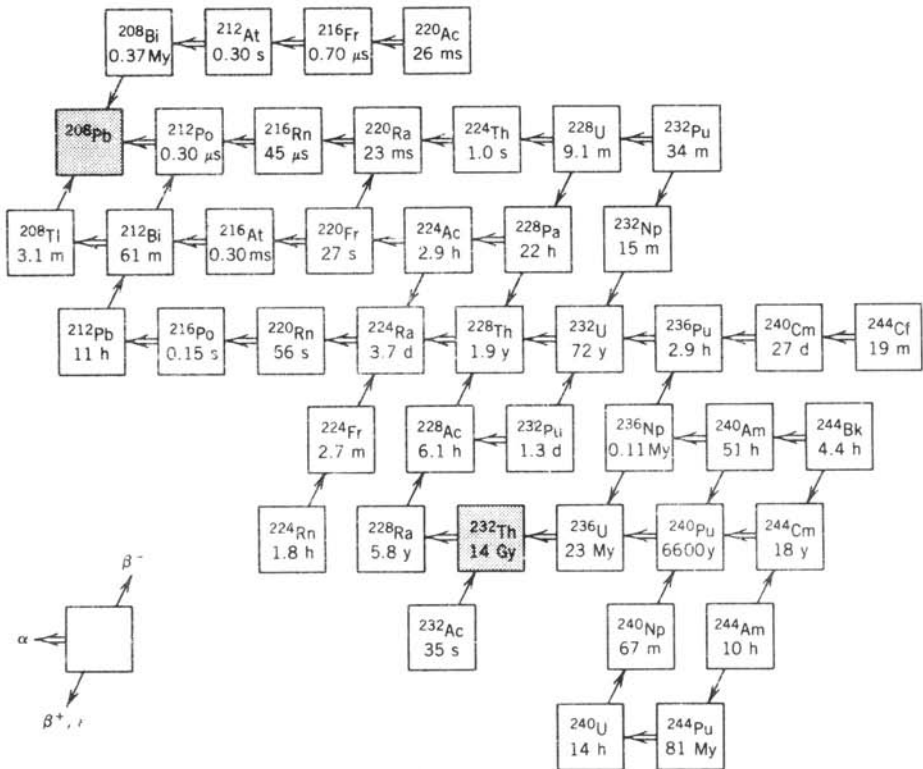 ²⁰⁸Bi
0.37 My
²¹²At
0.30 s
²¹⁶Fr
0.70 μs
²²⁰Ac
26 ms
²⁰⁸Pb
²¹²Po
0.30 μs
²¹⁶Rn
45 μs
²²⁰Ra
23 ms
²²⁴Th
1.0 s
²²⁸U
9.1 m
²³²Pu
34 m
²⁰⁸Tl
3.1 m
²¹²Bi
61 m
²¹⁶At
0.30 ms
²²⁰Fr
27 s
²²⁴Ac
2.9 h
²²⁸Pa
22 h
²³²Np
15 m
²¹²Pb
11 h
²¹⁶Po
0.15 s
²²⁰Rn
56 s
²²⁴Ra
3.7 d
²²⁸Th
1.9 y
²³²U
72 y
²³⁶Pu
2.9 h
²⁴⁰Cm
27 d
²⁴⁴Cf
19 m
²²⁴Fr
2.7 m
²²⁸Ac
6.1 h
²³²Pu
1.3 d
²³⁶Np
0.11 My
²⁴⁰Am
51 h
²⁴⁴Bk
4.4 h
²²⁴Rn
1.8 h
²²⁸Ra
5.8 y
²³²Th
14 Gy
²³⁶U
23 My
²⁴⁰Pu
6600 y
²⁴⁴Cm
18 y
β⁻
α
β⁺,
²³²Ac
35 s
²⁴⁰Np
67 m
²⁴⁴Am
10 h
²⁴⁰U
14 h
²⁴⁴Pu
81 My